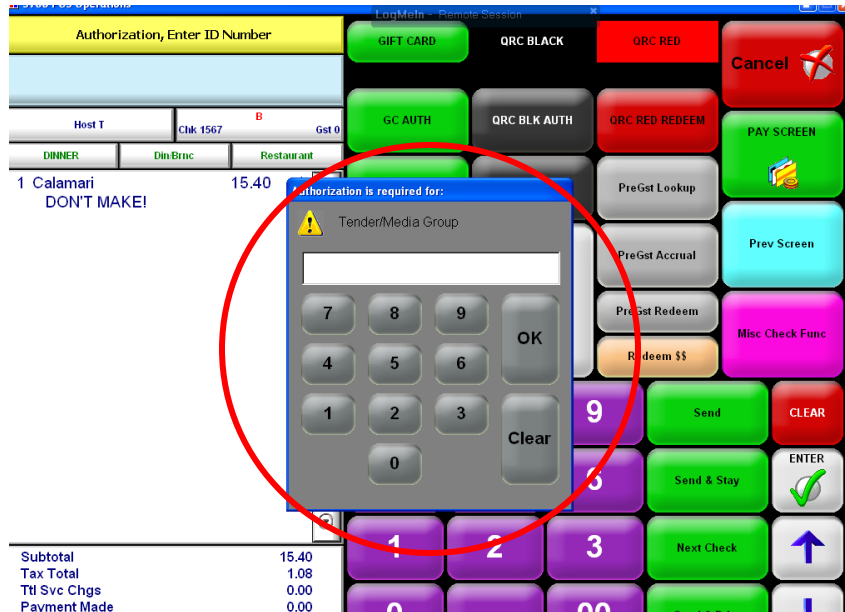 LogMeIn - Remote Session
Authorization, Enter ID Number
GIFT CARD
QRC BLACK
QRC RED
Cancel
Host T
Chk 1567
B
Gst 0
GC AUTH
QRC BLK AUTH
QRC RED REDEEM
PAY SCREEN
DINNER
Din/Brnc
Restaurant
1 Calamari 15.40
DON'T MAKE!
Authorization is required for:
Tender/Media Group
PreGst Lookup
PreGst Accrual
Prev Screen
PreGst Redeem
Redeem $$
Misc Check Func
7 8 9
OK
4 5 6
1 2 3
Clear
0
9
Send
CLEAR
6
Send & Stay
ENTER
1 2 3
Next Check
Subtotal 15.40
Tax Total 1.08
Ttl Svc Chgs 0.00
Payment Made 0.00
0
00